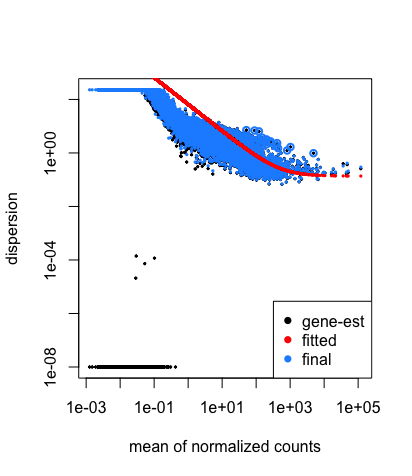 dispersion
1e+00
1e-04
1e-08
gene-est
fitted
final
1e-03 1e-01 1e+01 1e+03 1e+05
mean of normalized counts